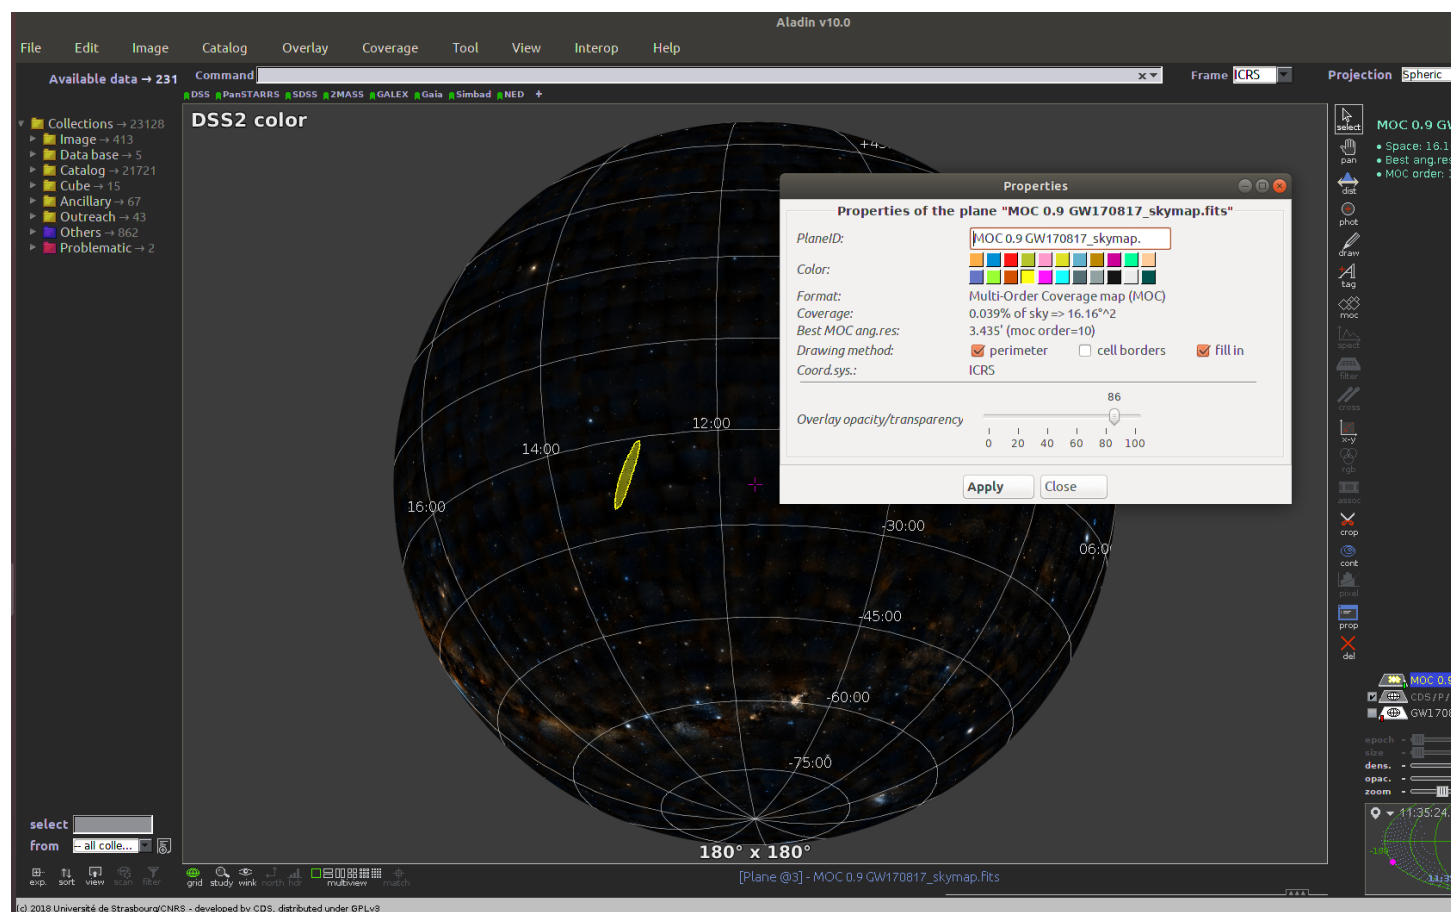 Aladin v10.0
File Edit Image Catalog Overlay Coverage Tool View Interop Help
Available data → 231
Command
Frame ICRS
Projection Spheric
DSS PanSTARRS SDSS 2MASS GALEX Gaia Simbad NED +
DSS2 color
Collections → 23128
Image → 413
Data base → 5
Catalog → 21721
Cube → 15
Ancillary → 67
Outreach → 43
Others → 862
Problematic → 2
12:00
14:00
16:00
-30:00
06:0
-45:00
-60:00
-75:00
180° x 180°
Properties
Properties of the plane "MOC 0.9 GW170817_skymap.fits"
PlaneID: MOC 0.9 GW170817_skymap.
Color:
Format: Multi-Order Coverage map (MOC)
Coverage: 0.039% of sky => 16.16°^2
Best MOC ang.res: 3.435' (moc order=10)
Drawing method: perimeter cell borders fill in
Coord.sys.: ICRS
86
Overlay opacity/transparency
0 20 40 60 80 100
Apply Close
select
pan
dist
phot
draw
tag
moc
spect
filter
cross
x-y
rgb
assoc
crop
cont
pixel
prop
del
MOC 0.9 GW
• Space: 16.1
• Best ang.res
• MOC order:
MOC 0.9
CDS/P/
GW1708
epoch
size
dens.
opac.
zoom
11:35:24.
select
from -- all colle...
exp. sort view scan filter
grid study wink north hdr multiview match
[Plane @3] - MOC 0.9 GW170817_skymap.fits
(c) 2018 Université de Strasbourg/CNRS - developed by CDS, distributed under GPLv3